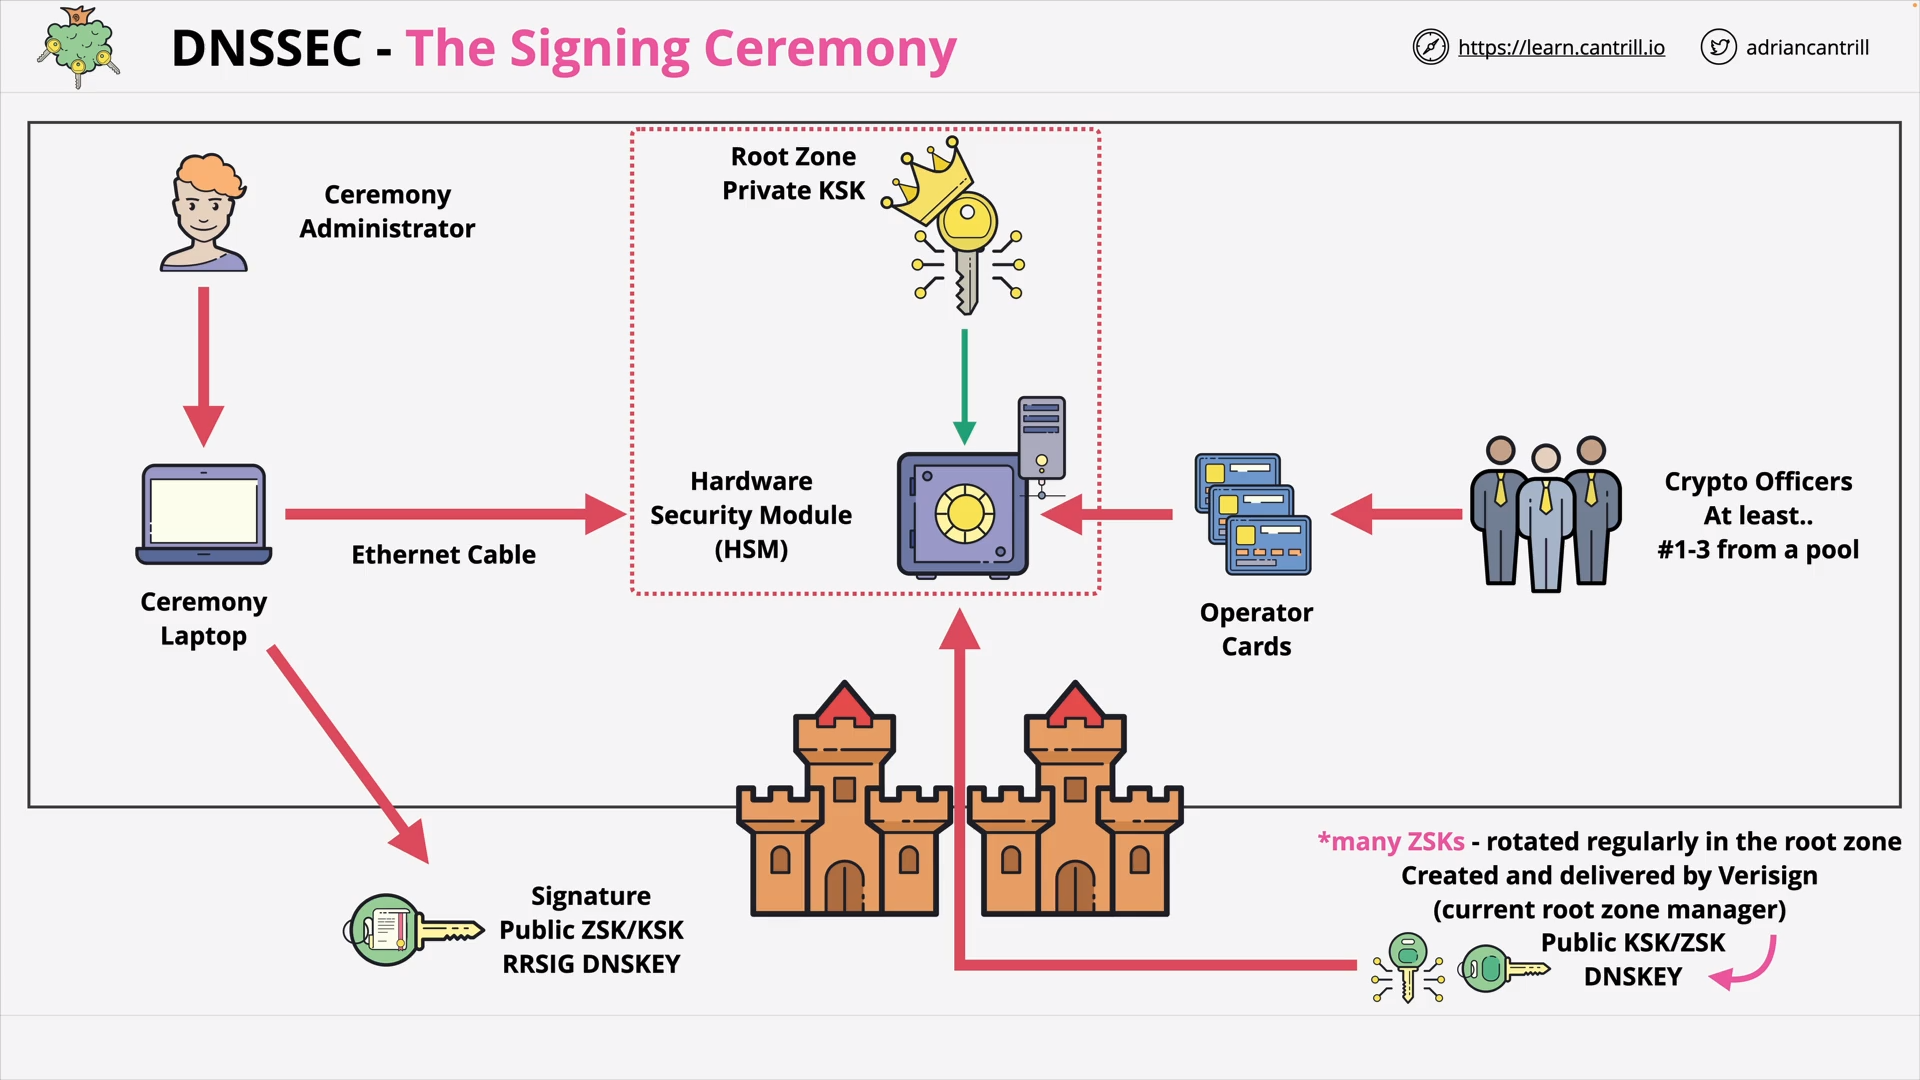 DNSSEC - The Signing Ceremony
https://learn.cantrill.io
adriancantrill
Ceremony
Administrator
Root Zone
Private KSK
Hardware
Security Module
(HSM)
Ethernet Cable
Ceremony
Laptop
Operator
Cards
Crypto Officers
At least..
#1-3 from a pool
Signature
Public ZSK/KSK
RRSIG DNSKEY
*many ZSKs - rotated regularly in the root zone
Created and delivered by Verisign
(current root zone manager)
Public KSK/ZSK
DNSKEY